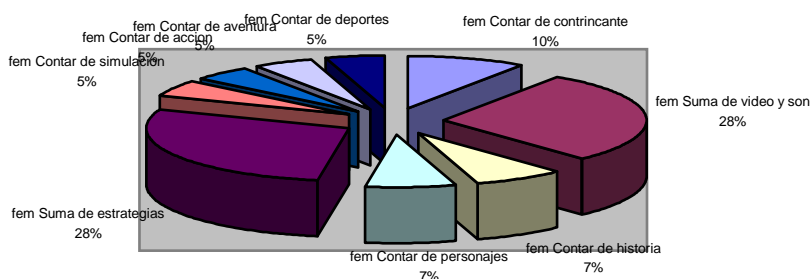 fem Contar de deportes
5%
fem Contar de aventura
5%
fem Contar de accion
5%
fem Contar de simulación
5%
fem Contar de contrincante
10%
fem Suma de video y son
28%
fem Suma de estrategias
28%
fem Contar de personajes
7%
fem Contar de historia
7%